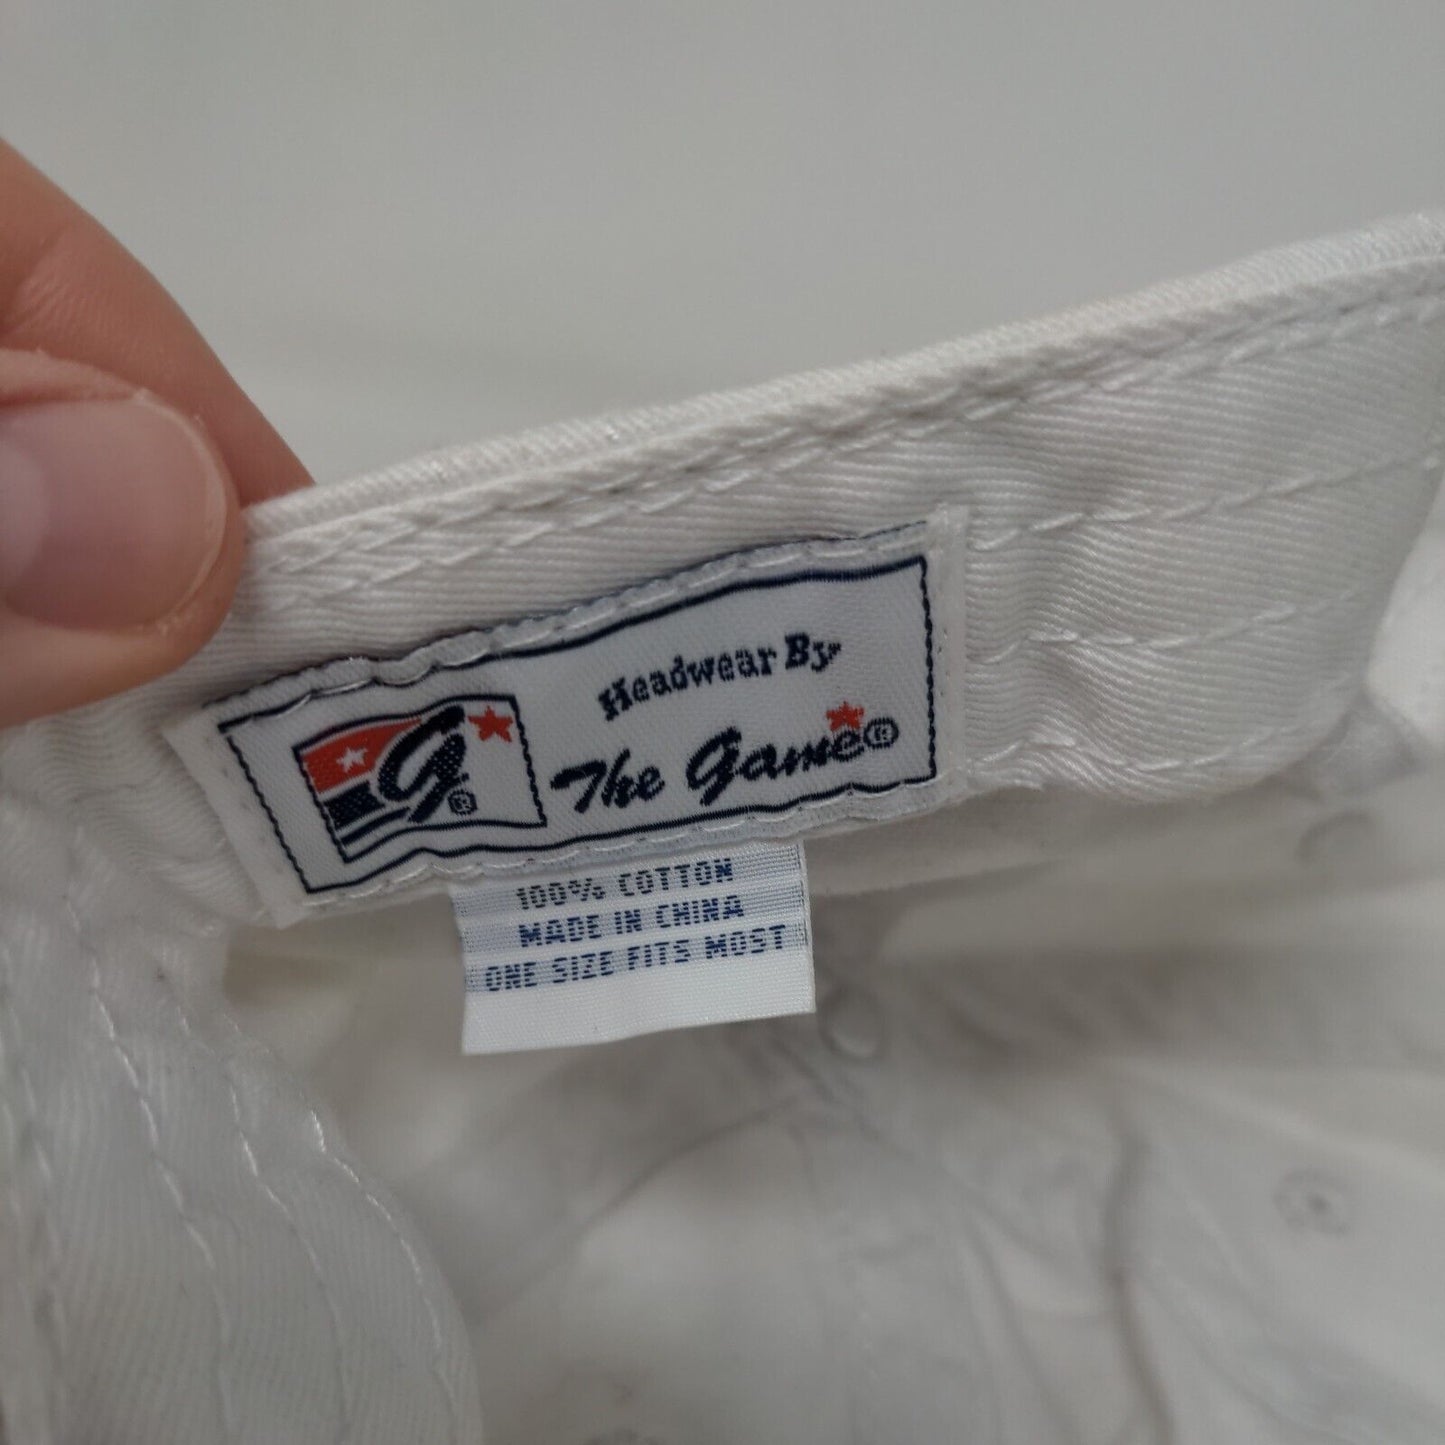 g®
Headwear By
The Game®
100% COTTON
MADE IN CHINA
ONE SIZE FITS MOST